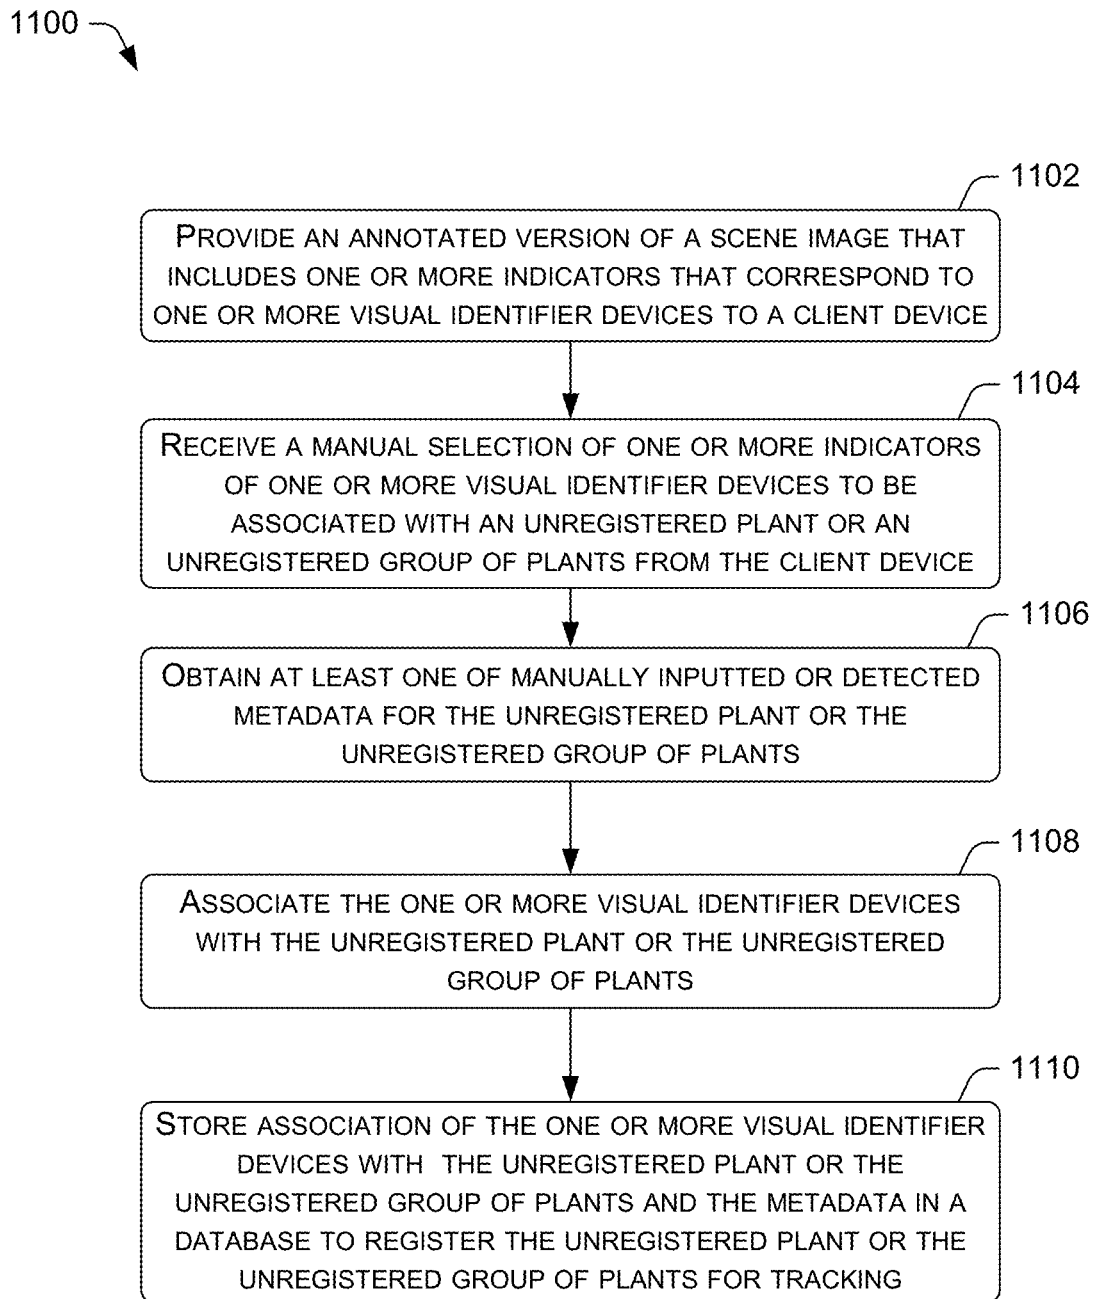 1100
1102
PROVIDE AN ANNOTATED VERSION OF A SCENE IMAGE THAT
INCLUDES ONE OR MORE INDICATORS THAT CORRESPOND TO
ONE OR MORE VISUAL IDENTIFIER DEVICES TO A CLIENT DEVICE
1104
RECEIVE A MANUAL SELECTION OF ONE OR MORE INDICATORS
OF ONE OR MORE VISUAL IDENTIFIER DEVICES TO BE
ASSOCIATED WITH AN UNREGISTERED PLANT OR AN
UNREGISTERED GROUP OF PLANTS FROM THE CLIENT DEVICE
1106
OBTAIN AT LEAST ONE OF MANUALLY INPUTTED OR DETECTED
METADATA FOR THE UNREGISTERED PLANT OR THE
UNREGISTERED GROUP OF PLANTS
1108
ASSOCIATE THE ONE OR MORE VISUAL IDENTIFIER DEVICES
WITH THE UNREGISTERED PLANT OR THE UNREGISTERED
GROUP OF PLANTS
1110
STORE ASSOCIATION OF THE ONE OR MORE VISUAL IDENTIFIER
DEVICES WITH THE UNREGISTERED PLANT OR THE
UNREGISTERED GROUP OF PLANTS AND THE METADATA IN A
DATABASE TO REGISTER THE UNREGISTERED PLANT OR THE
UNREGISTERED GROUP OF PLANTS FOR TRACKING